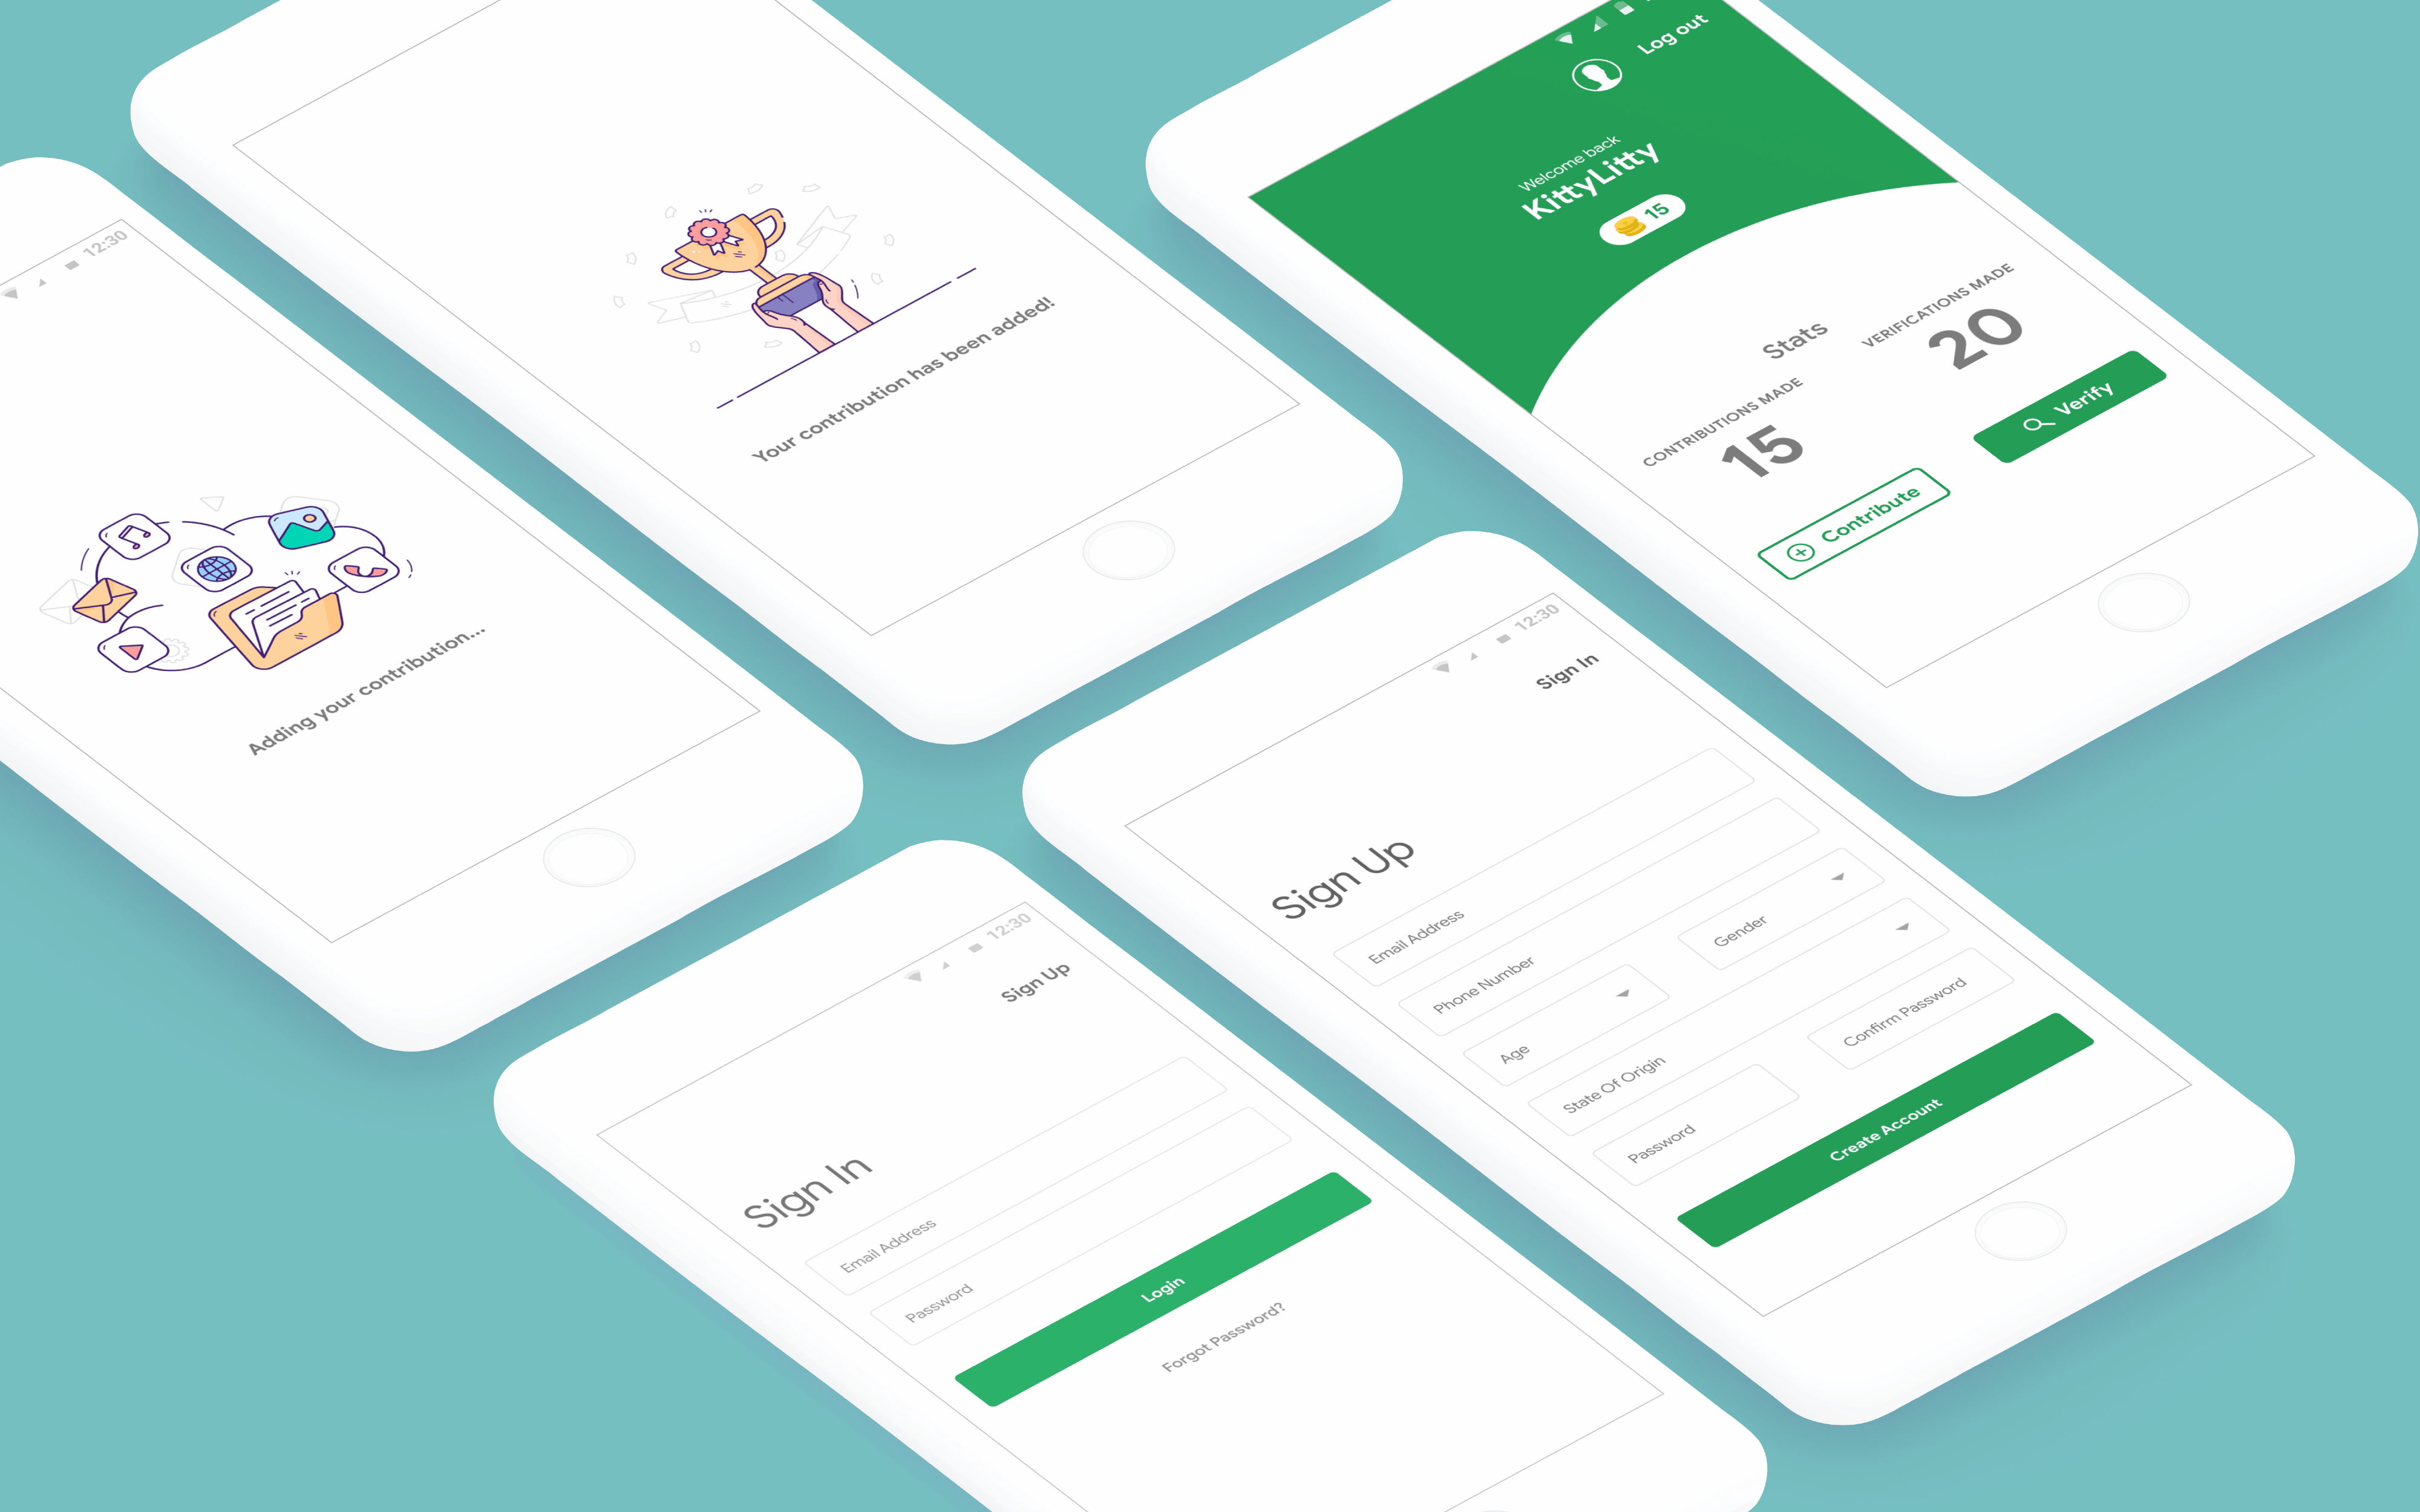 12:30
Adding your contribution...
Your contribution has been added!
Log out
Welcome back
KittyLitty
15
Stats
CONTRIBUTIONS MADE
15
VERIFICATIONS MADE
20
Contribute
Verify
12:30
Sign Up
Sign In
Email Address
Password
Login
Forgot Password?
12:30
Sign In
Sign Up
Email Address
Phone Number
Age
Gender
State Of Origin
Password
Confirm Password
Create Account